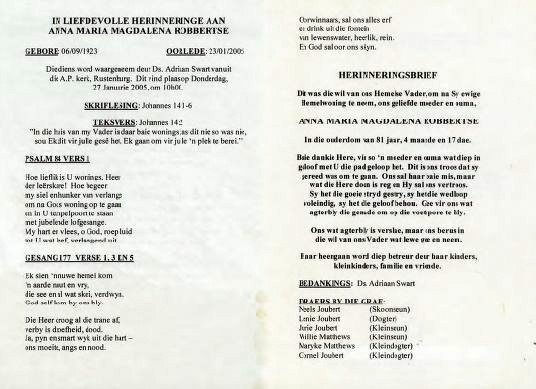 IN LIEFDEVOLLE HERINNERINGE AAN
ANNA MARIA MAGDALENA ROBBERTSE
GEBORE: 06/09/1923 OORLEDE: 23/01/2005
Diediens word waargeneem deur Ds. Adriaan Swart vanuit
die A.P. kerk, Rustenburg. Dit vind plaas op Donderdag,
27 Januarie 2005, om 10h00.
SKRIFLESING: Johannes 14:1-6
TEKSVERS: Johannes 14:2
"In die huis van my Vader is daar baie wonings, as dit nie so was nie,
sou Ek dit vir julle gesê het. Ek gaan om vir julle 'n plek te berei."
PSALM 84 VERS 1
Hoe lieflik is U wonings, Heer
der leërskare! Hoe begeer
my siel enhunker van verlange
om na Gods woning op te gaan
en in U tempelpoorte staan
met jubelende lofgesange.
My hart en vlees, o God, roep luid
tot U wat hef, verlangend uit
GESANG 177 VERSE 1, 3 EN 5
Ek sien 'n nuwe hemel kom
'n aarde nuut en vry,
die see en al wat skei, verdwyn.
God self kom by ons bly.
Die Heer droog al die trane af,
verby is droefheid, dood.
Ja, pyn en smart wyk uit die hart –
ons moeite, angs en nood.
Oorwinnaars, sal ons alles erf
en drink uit die fontein
van lewenswater, heerlik, rein.
En God sal oor ons skyn.
HERINNERINGSBRIEF
Dit was die wil van ons Hemelse Vader, om na Sy ewige
Hemelwoning te neem, ons geliefde moeder en ouma,
ANNA MARIA MAGDALENA ROBBERTSE
In die ouderdom van 81 jaar, 4 maande en 17 dae.
Baie dankie Here, vir so 'n moeder en ouma wat diep in
geloof met U die pad geloop het. Dit is ons troos dat sy
gereed was om te gaan. Ons sal haar baie mis, maar
wat die Here doen is reg en Hy sal ons vertroos.
Sy het die goeie stryd gestry, sy het die wedloop
voleindig, sy het die geloof behou. Gee vir ons wat
agterbly die genade om op die voetspore te bly.
Ons wat agterbly is verslae, maar ons berus in
die wil van ons Vader wat lewe gee en neem.
Haar heengaan word diep betreur deur haar kinders,
kleinkinders, familie en vriende.
BEDANKINGS: Ds. Adriaan Swart
DRAERS BY DIE GRAF:
Neels Joubert (Skoonseun)
Lenie Joubert (Dogter)
Jurie Joubert (Kleinseun)
Willie Matthews (Kleinseun)
Naryke Matthews (Kleindogter)
Cornel Joubert (Kleindogter)